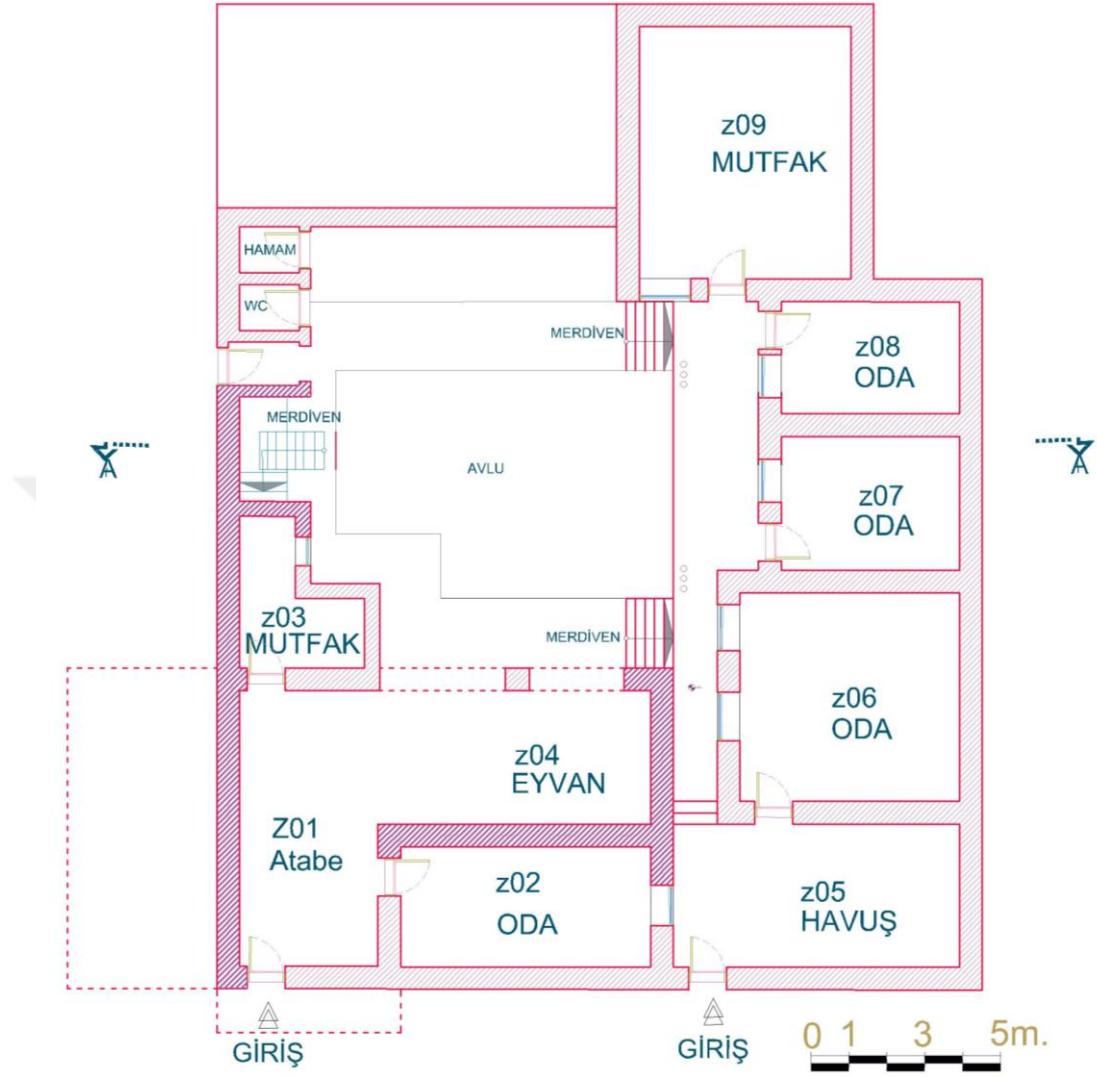 z09
MUTFAK
HAMAM
WC
MERDİVEN
z08
ODA
MERDİVEN
A
AVLU
A
z07
ODA
z03
MUTFAK
MERDİVEN
z06
ODA
z04
EYVAN
Z01
Atabe
z02
ODA
z05
HAVUŞ
GİRİŞ
GİRİŞ
0 1 3 5m.